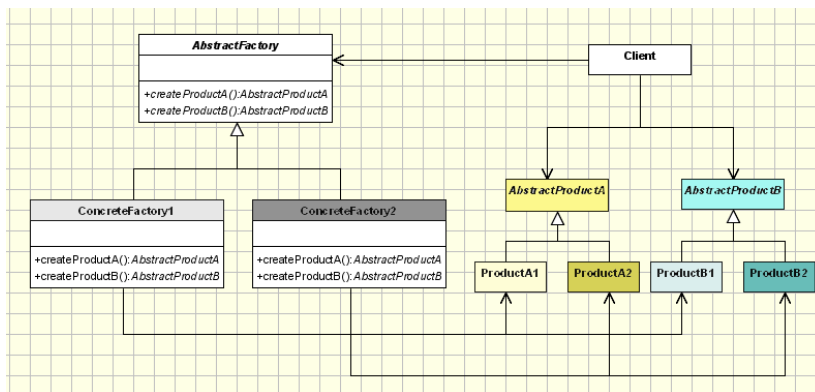 AbstractFactory
+createProductA():AbstractProductA
+createProductB():AbstractProductB
Client
AbstractProductA
AbstractProductB
ConcreteFactory1
+createProductA():AbstractProductA
+createProductB():AbstractProductB
ConcreteFactory2
+createProductA():AbstractProductA
+createProductB():AbstractProductB
ProductA1
ProductA2
ProductB1
ProductB2